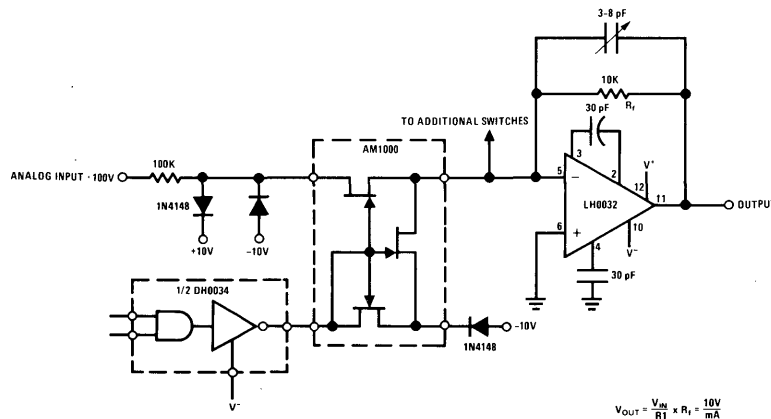 3-8 pF
10K
Rf
30 pF
TO ADDITIONAL SWITCHES
AM1000
3
2
V+
12
100K
ANALOG INPUT · 100V
5
−
LH0032
11
OUTPUT
1N4148
+10V
-10V
6
+
4
10
V−
30 pF
1/2 DH0034
-10V
1N4148
V−
VOUT = VIN/R1 x Rf = 10V/mA